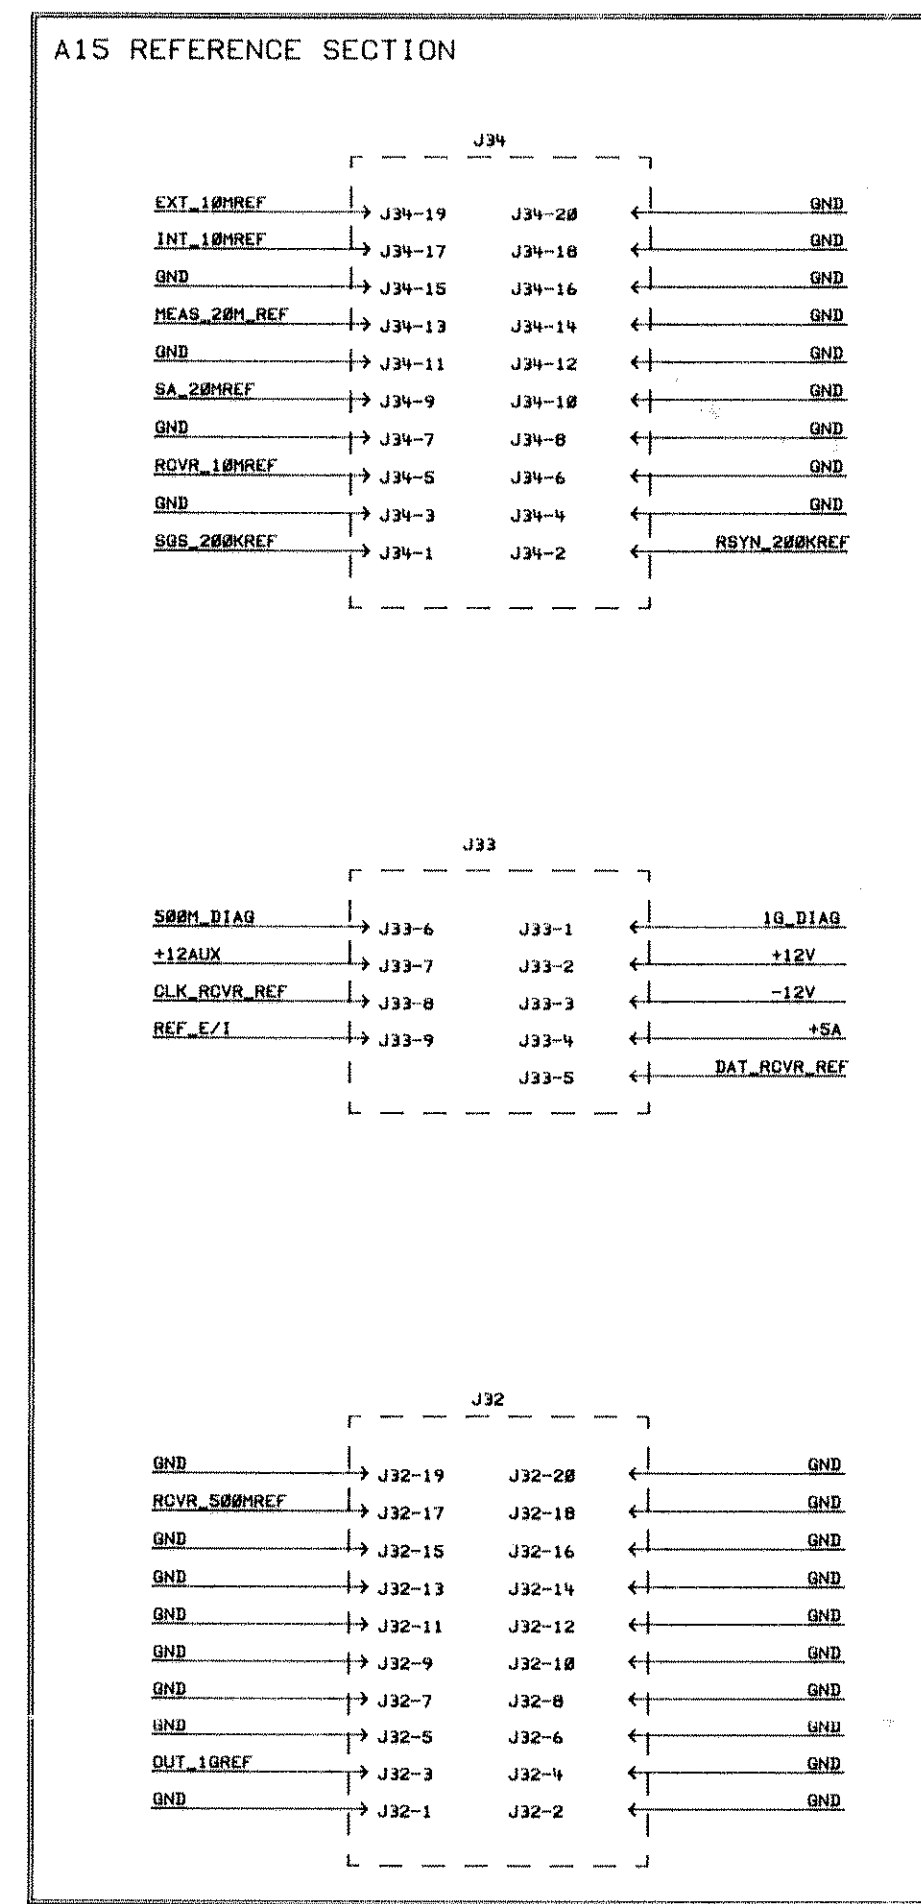 A15 REFERENCE SECTION
J34
EXT_10MREF J34-19 J34-20 GND
INT_10MREF J34-17 J34-18 GND
GND J34-15 J34-16 GND
MEAS_20M_REF J34-13 J34-14 GND
GND J34-11 J34-12 GND
SA_20MREF J34-9 J34-10 GND
GND J34-7 J34-8 GND
RCVR_10MREF J34-5 J34-6 GND
GND J34-3 J34-4 GND
SGS_200KREF J34-1 J34-2 RSYN_200KREF
J33
500M_DIAG J33-6 J33-1 1G_DIAG
+12AUX J33-7 J33-2 +12V
CLK_RCVR_REF J33-8 J33-3 -12V
REF_E/I J33-9 J33-4 +5A
J33-5 DAT_RCVR_REF
J32
GND J32-19 J32-20 GND
RCVR_500MREF J32-17 J32-18 GND
GND J32-15 J32-16 GND
GND J32-13 J32-14 GND
GND J32-11 J32-12 GND
GND J32-9 J32-10 GND
GND J32-7 J32-8 GND
GND J32-5 J32-6 GND
OUT_1GREF J32-3 J32-4 GND
GND J32-1 J32-2 GND